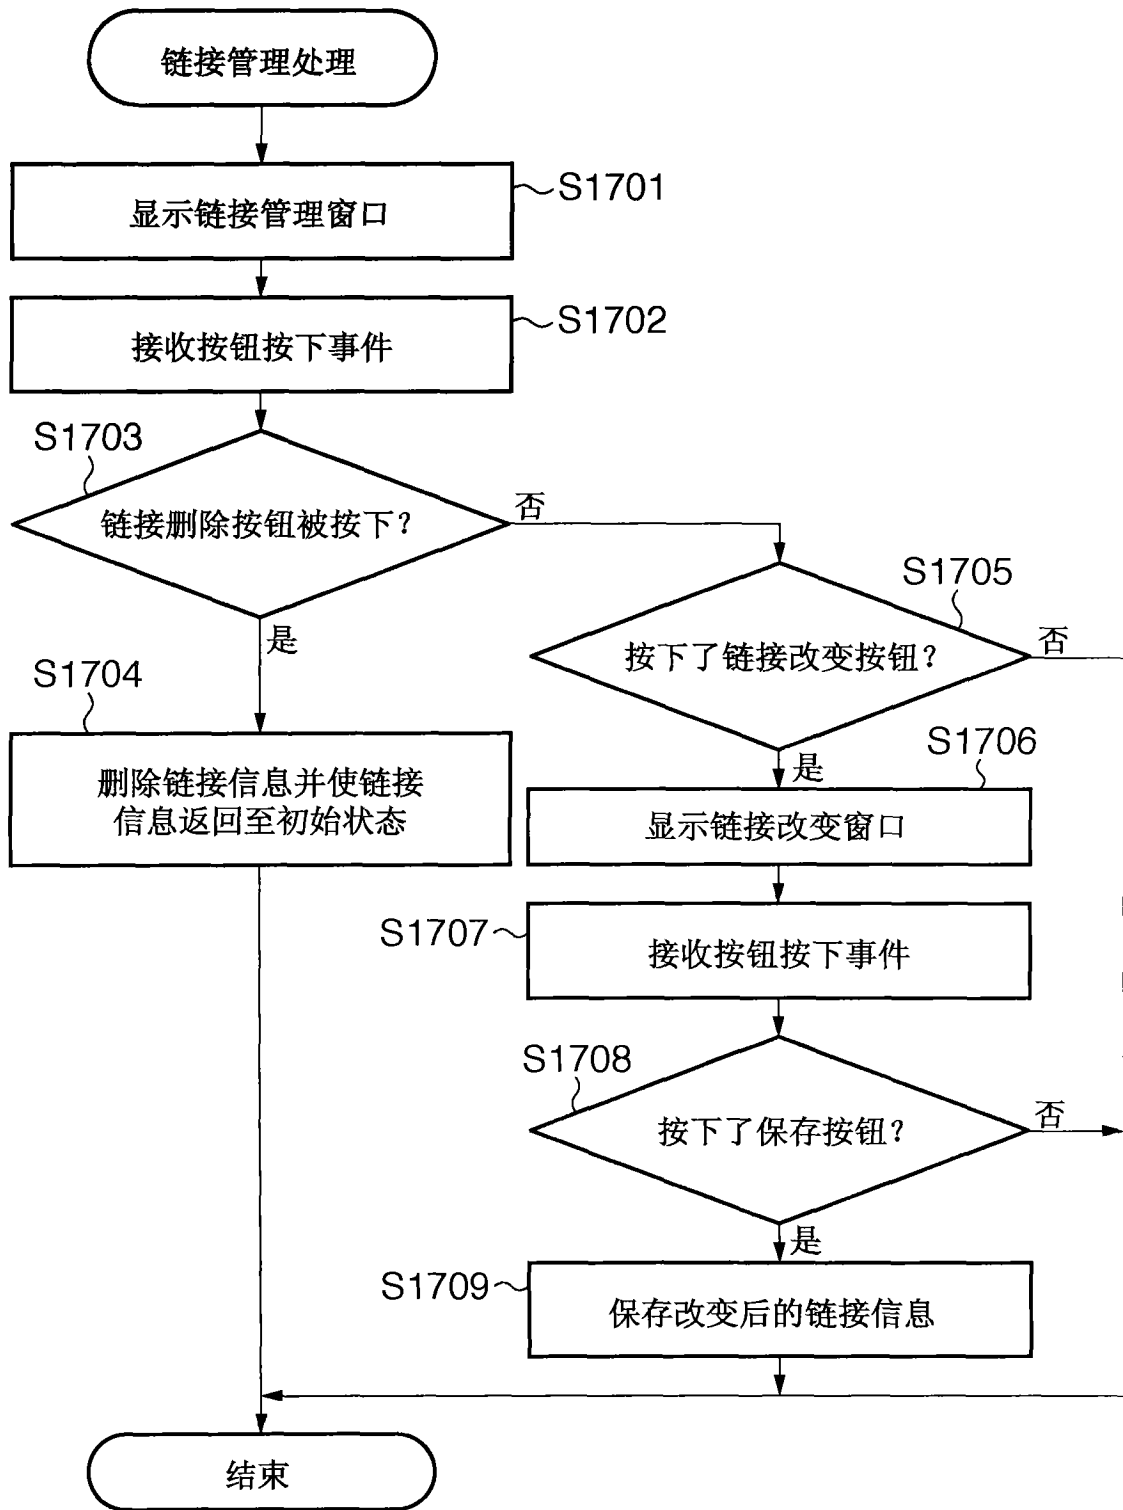 链接管理处理
S1701
显示链接管理窗口
S1702
接收按钮按下事件
S1703
链接删除按钮被按下？
否
是
S1705
按下了链接改变按钮？
否
是
S1704
删除链接信息并使链接
信息返回至初始状态
S1706
显示链接改变窗口
S1707
接收按钮按下事件
S1708
按下了保存按钮？
否
是
S1709
保存改变后的链接信息
结束